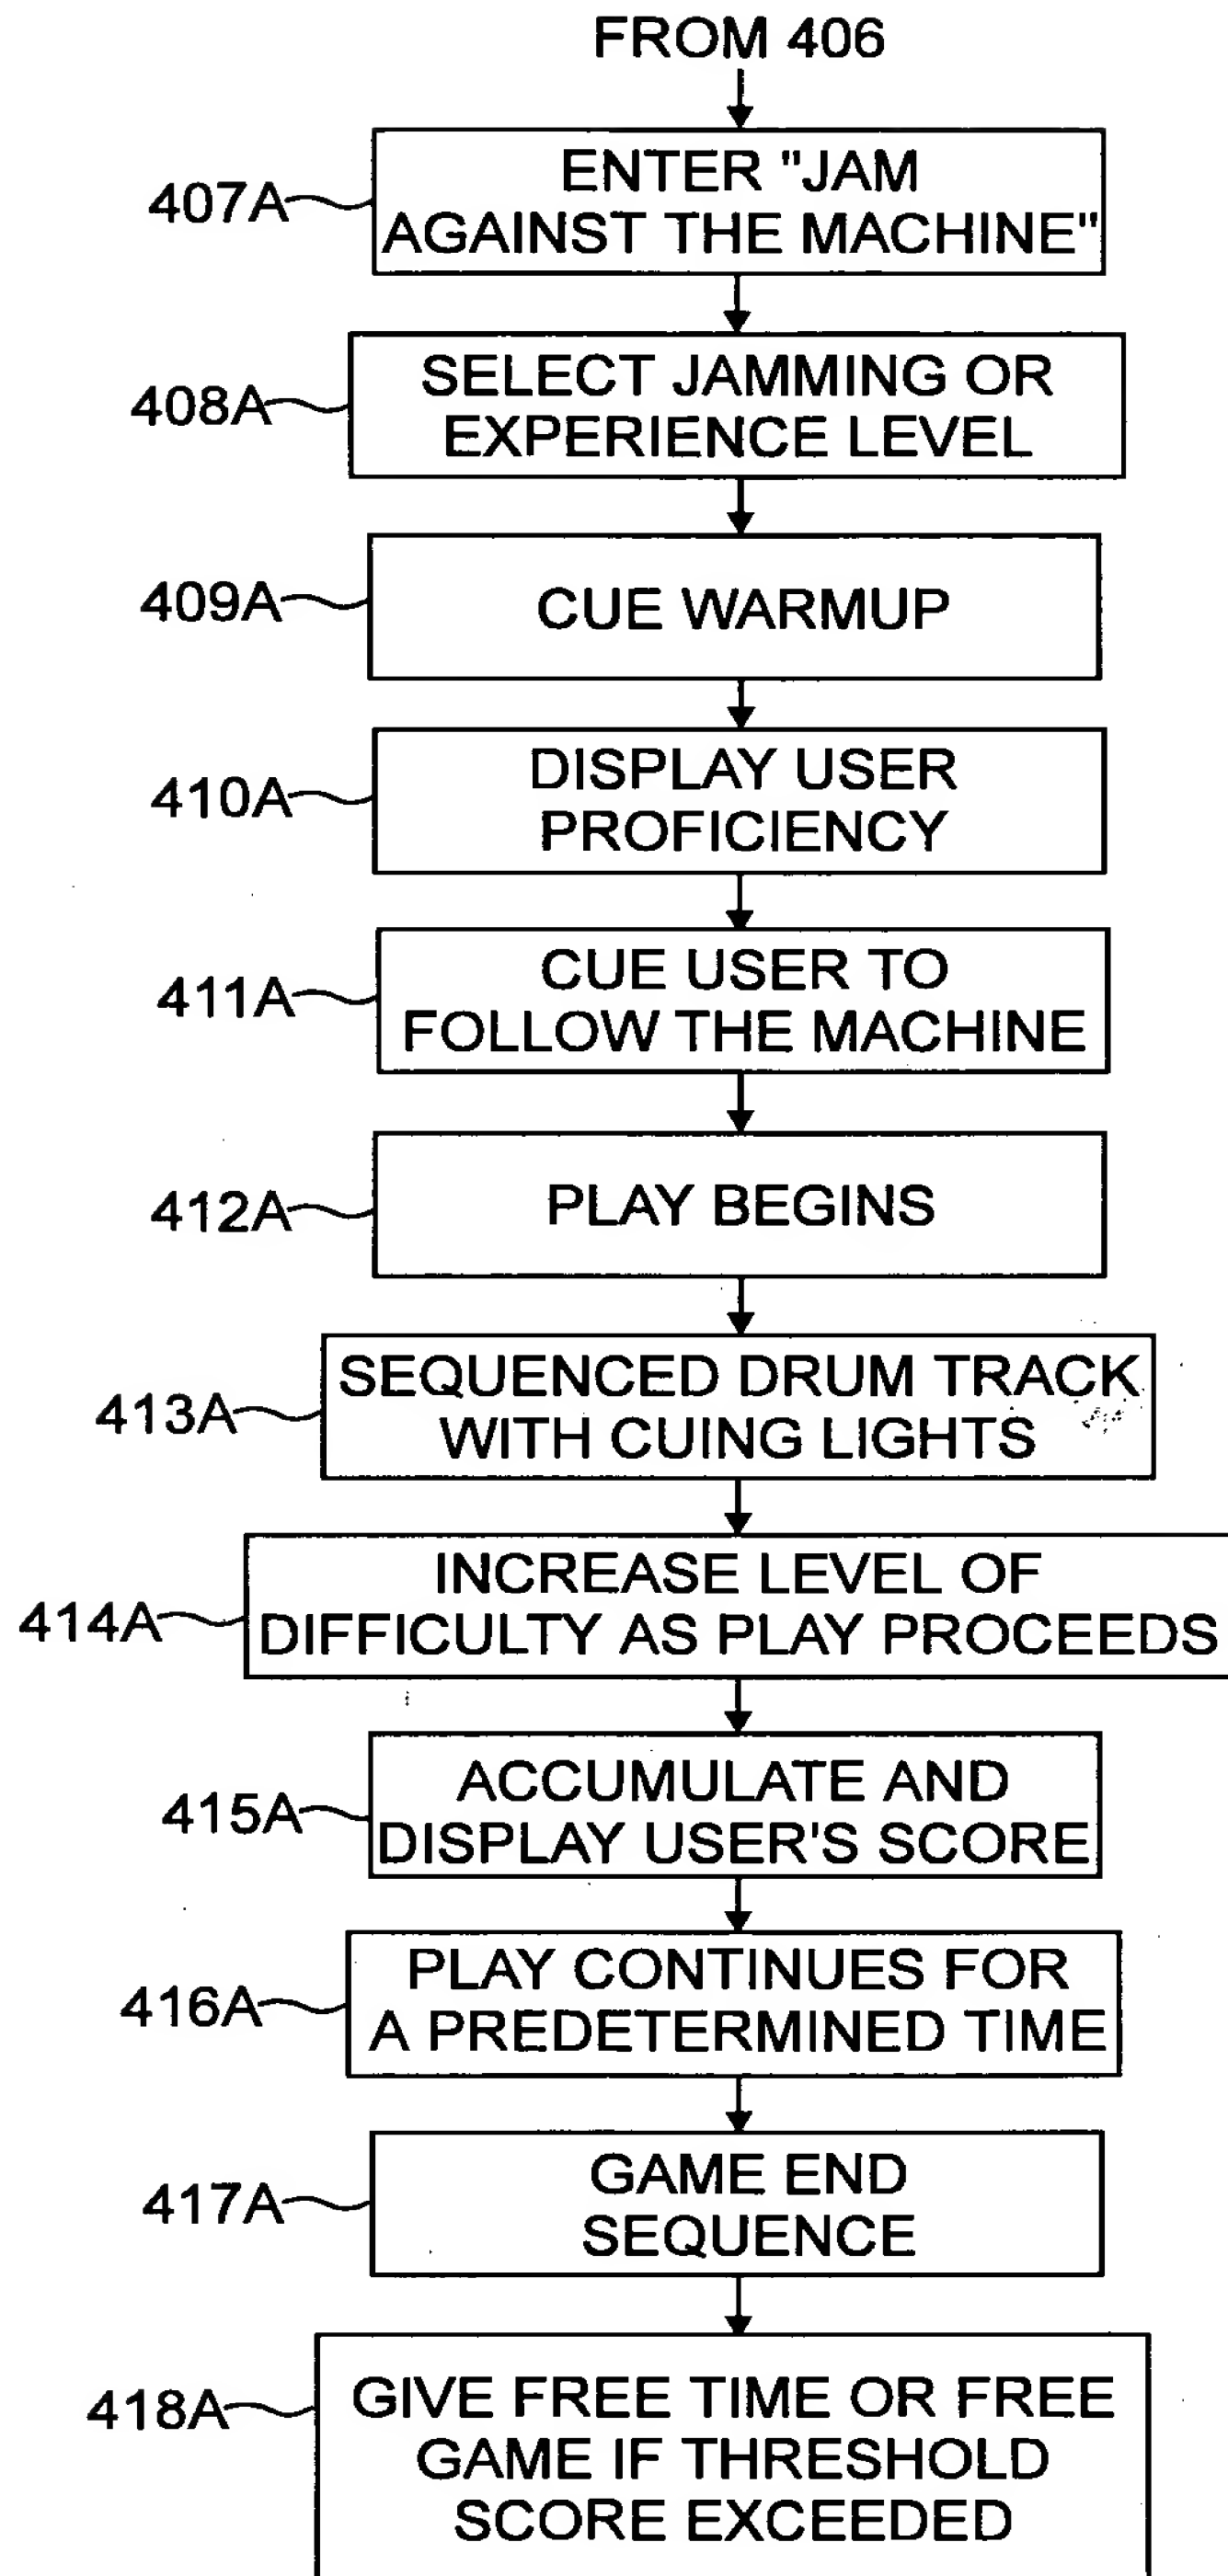 FROM 406
407A
ENTER "JAM
AGAINST THE MACHINE"
408A
SELECT JAMMING OR
EXPERIENCE LEVEL
409A
CUE WARMUP
410A
DISPLAY USER
PROFICIENCY
411A
CUE USER TO
FOLLOW THE MACHINE
412A
PLAY BEGINS
413A
SEQUENCED DRUM TRACK
WITH CUING LIGHTS
414A
INCREASE LEVEL OF
DIFFICULTY AS PLAY PROCEEDS
415A
ACCUMULATE AND
DISPLAY USER'S SCORE
416A
PLAY CONTINUES FOR
A PREDETERMINED TIME
417A
GAME END
SEQUENCE
418A
GIVE FREE TIME OR FREE
GAME IF THRESHOLD
SCORE EXCEEDED